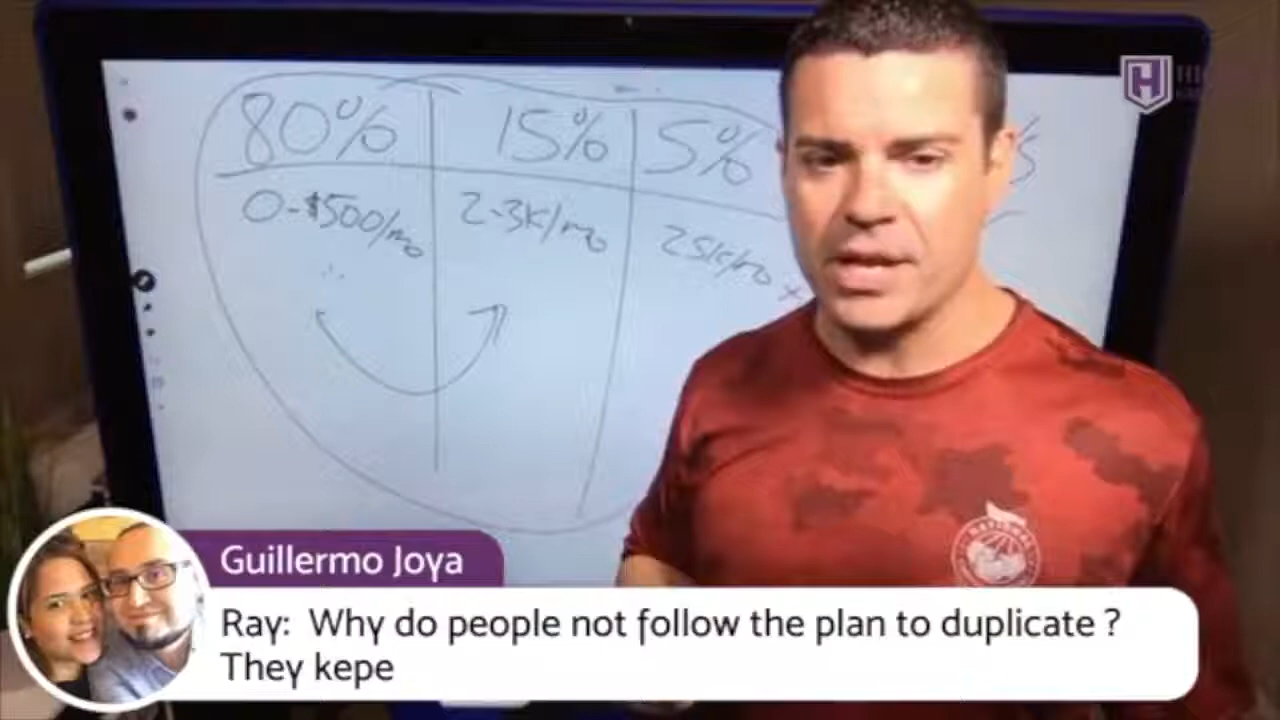 80% 15% 5%
0-$500/mo 2-3K/mo 25K/mo +
Guillermo Joya
Ray: Why do people not follow the plan to duplicate ?
They kepe